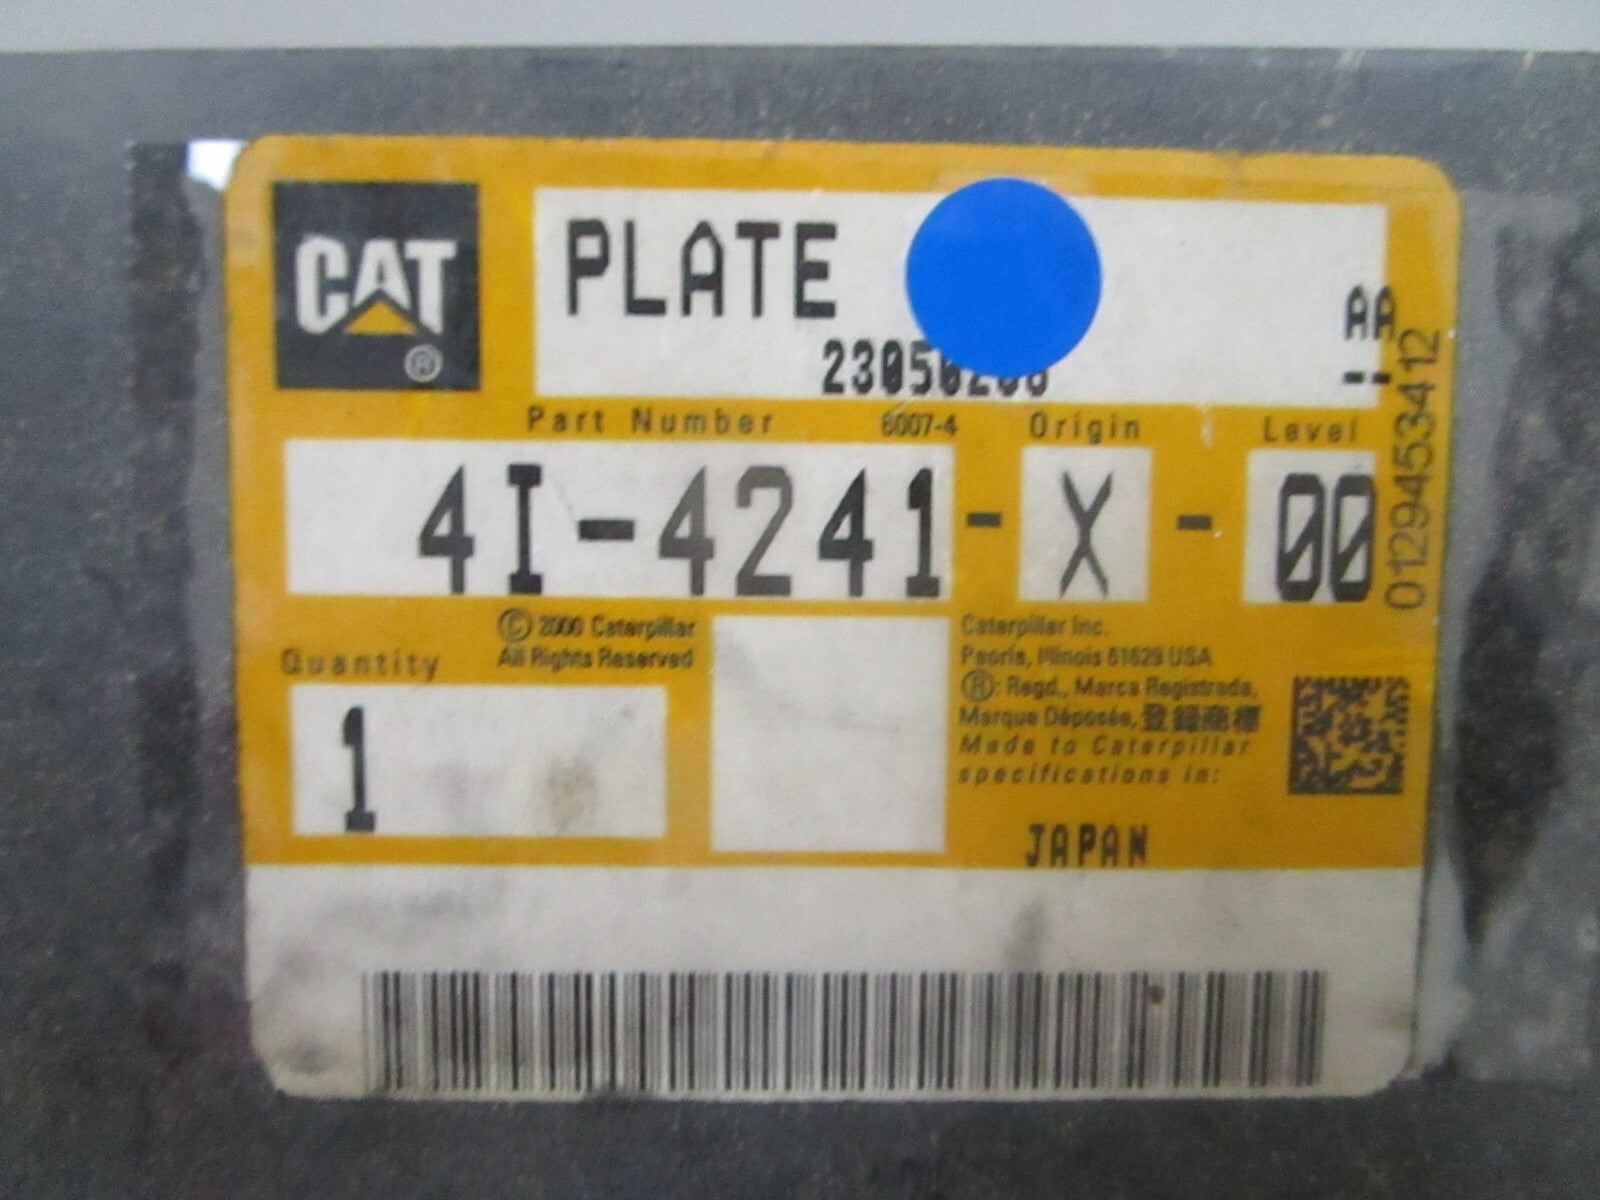 CAT
®
PLATE
AA
--
Part Number 6007-4 Origin Level
4I-4241-X-00
0129453412
© 2000 Caterpillar
All Rights Reserved
Quantity
1
Caterpillar Inc.
Peoria, Illinois 61629 USA
®: Regd., Marca Registrada,
Marque Déposée, 登録商標
Made to Caterpillar
specifications in:
JAPAN